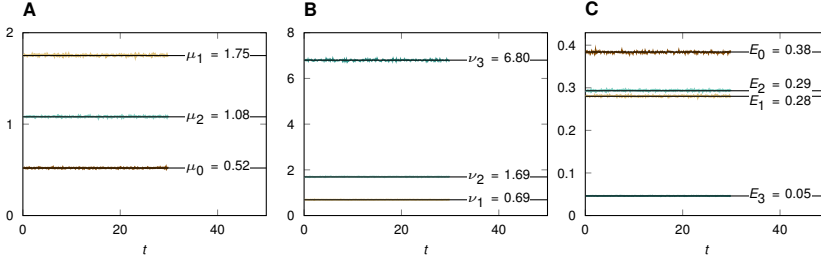 A
2
1
0
μ1 = 1.75
μ2 = 1.08
μ0 = 0.52
0 20 40
t
B
8
6
4
2
0
ν3 = 6.80
ν2 = 1.69
ν1 = 0.69
0 20 40
t
C
0.4
0.3
0.2
0.1
0
E0 = 0.38
E2 = 0.29
E1 = 0.28
E3 = 0.05
0 20 40
t